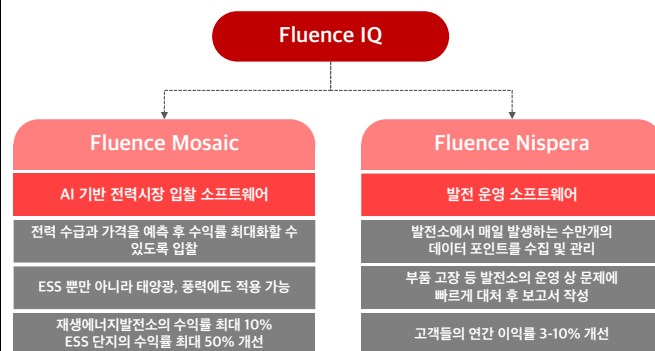 Fluence IQ
Fluence Mosaic
AI 기반 전력시장 입찰 소프트웨어
전력 수급과 가격을 예측 후 수익률 최대화할 수
있도록 입찰
ESS 뿐만 아니라 태양광, 풍력에도 적용 가능
재생에너지발전소의 수익률 최대 10%
ESS 단지의 수익률 최대 50% 개선
Fluence Nispera
발전 운영 소프트웨어
발전소에서 매일 발생하는 수만개의
데이터 포인트를 수집 및 관리
부품 고장 등 발전소의 운영 상 문제에
빠르게 대처 후 보고서 작성
고객들의 연간 이익률 3-10% 개선